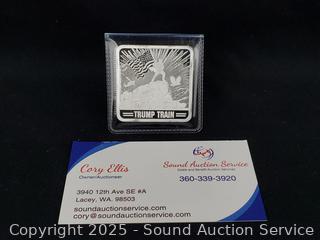 TRUMP TRAIN
Cory Ellis
Owner/Auctioneer
3940 12th Ave SE #A
Lacey, WA. 98503
soundauctionservice.com
cory@soundauctionservice.com
Sound Auction Service
Estate and Benefit Auction Services
360-339-3920
Copyright 2025 - Sound Auction Service